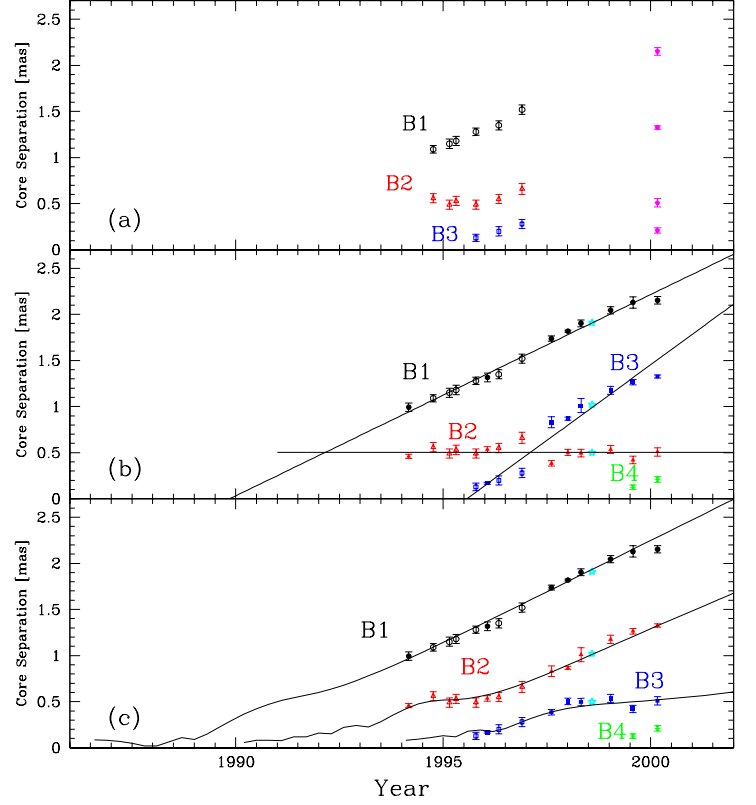 2.5
2
1.5
1
0.5
0
Core Separation [mas]
B1
B2
B3
(a)
2.5
2
1.5
1
0.5
0
Core Separation [mas]
B1
B3
B2
B4
(b)
2.5
2
1.5
1
0.5
0
Core Separation [mas]
B1
B2
B3
B4
(c)
1990
1995
2000
Year